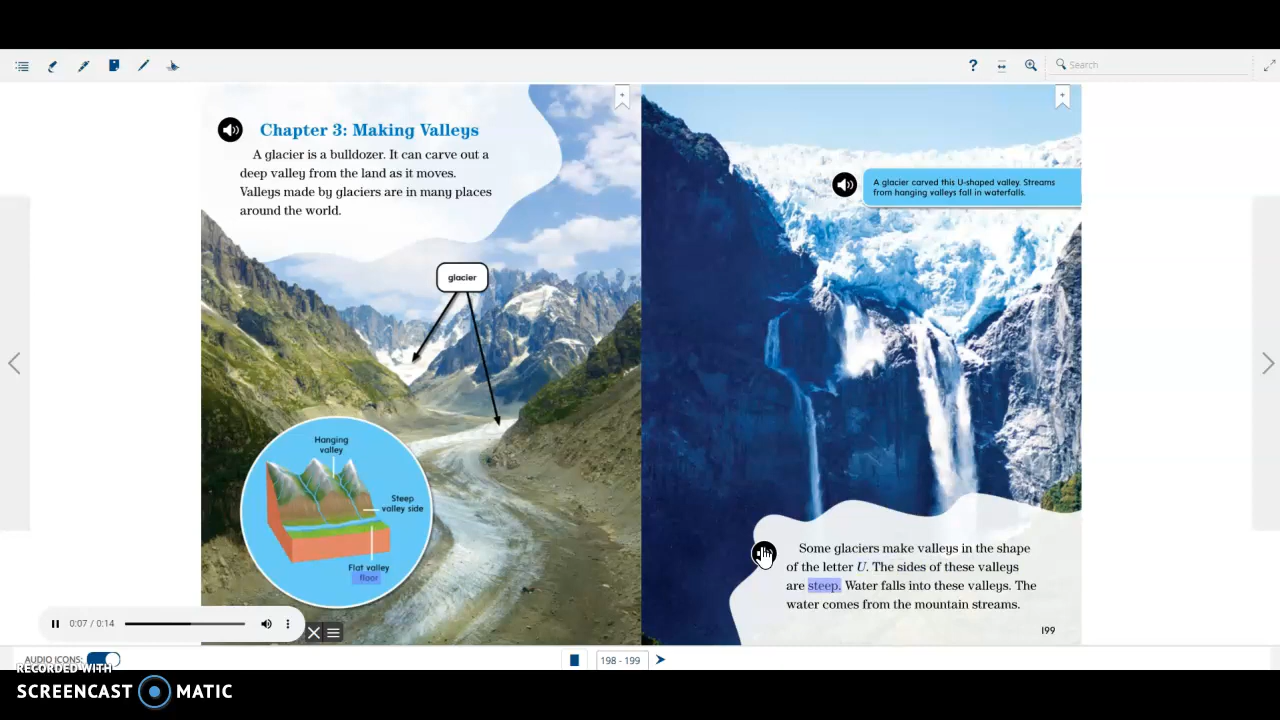 Search
Chapter 3: Making Valleys
A glacier is a bulldozer. It can carve out a
deep valley from the land as it moves.
Valleys made by glaciers are in many places
around the world.
glacier
Hanging
valley
Steep
valley side
Flat valley
floor
A glacier carved this U-shaped valley. Streams
from hanging valleys fall in waterfalls.
Some glaciers make valleys in the shape
of the letter U. The sides of these valleys
are steep. Water falls into these valleys. The
water comes from the mountain streams.
199
0:07 / 0:14
AUDIO ICONS:
198 - 199
RECORDED WITH
SCREENCAST MATIC